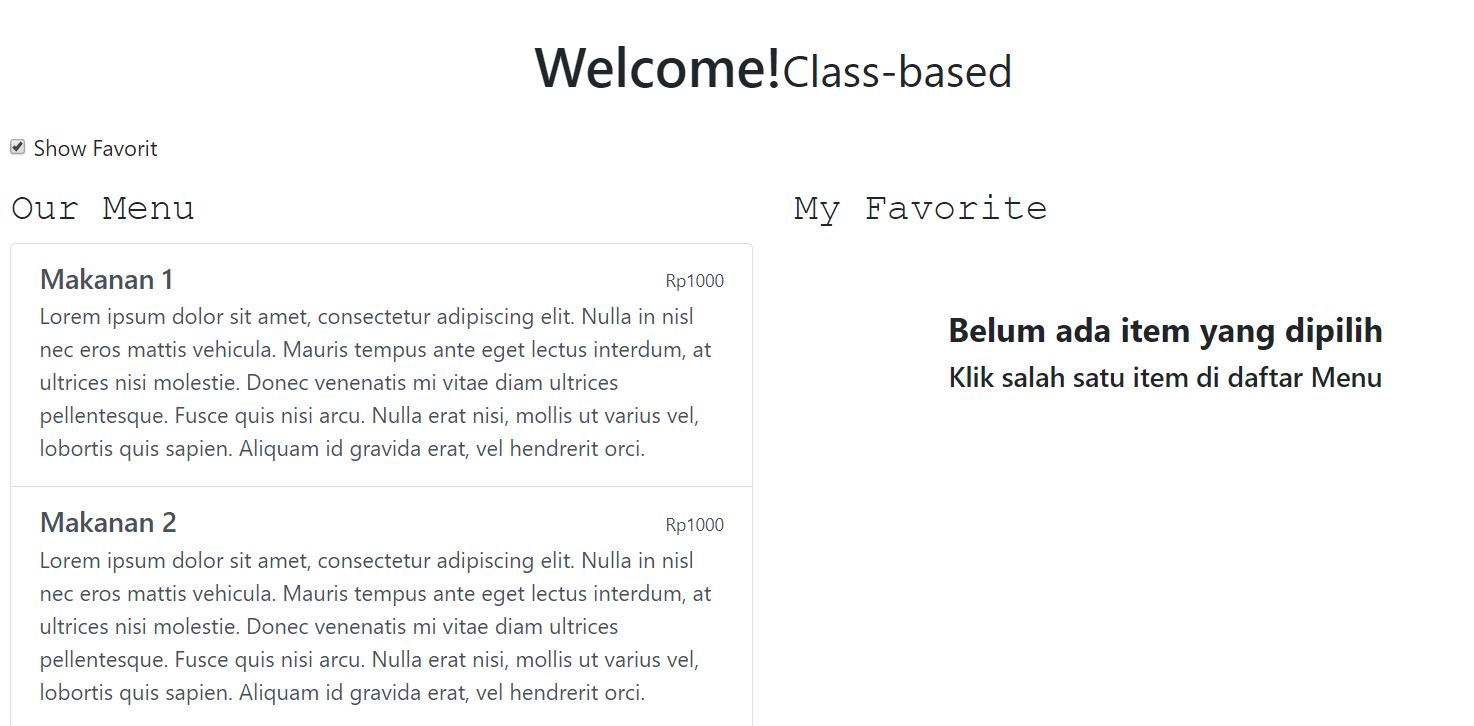 Welcome!Class-based
Show Favorit
Our Menu
Makanan 1
Rp1000
Lorem ipsum dolor sit amet, consectetur adipiscing elit. Nulla in nisl
nec eros mattis vehicula. Mauris tempus ante eget lectus interdum, at
ultrices nisi molestie. Donec venenatis mi vitae diam ultrices
pellentesque. Fusce quis nisi arcu. Nulla erat nisi, mollis ut varius vel,
lobortis quis sapien. Aliquam id gravida erat, vel hendrerit orci.
Makanan 2
Rp1000
Lorem ipsum dolor sit amet, consectetur adipiscing elit. Nulla in nisl
nec eros mattis vehicula. Mauris tempus ante eget lectus interdum, at
ultrices nisi molestie. Donec venenatis mi vitae diam ultrices
pellentesque. Fusce quis nisi arcu. Nulla erat nisi, mollis ut varius vel,
lobortis quis sapien. Aliquam id gravida erat, vel hendrerit orci.
My Favorite
Belum ada item yang dipilih
Klik salah satu item di daftar Menu